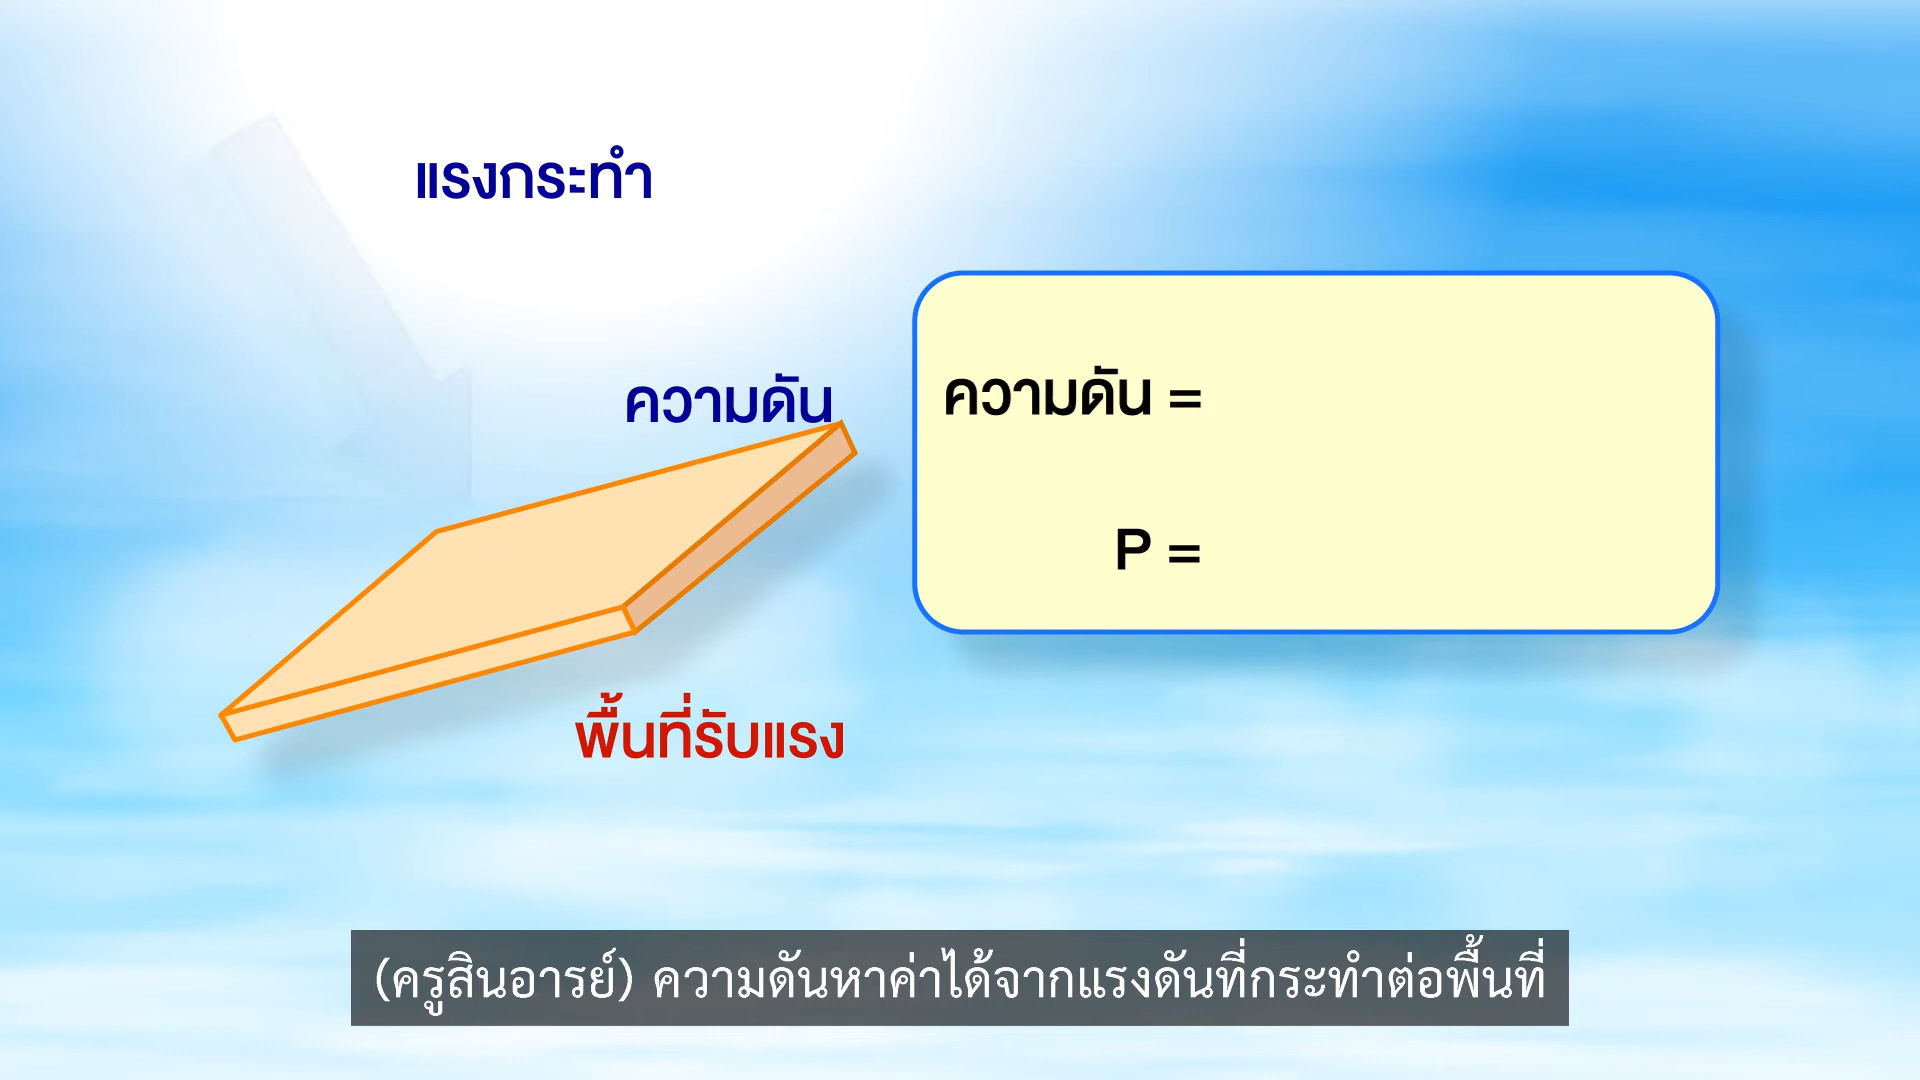 แรงกระทำ
ความดัน
ความดัน =
P =
พื้นที่รับแรง
(ครูสินอารย์) ความดันหาค่าได้จากแรงดันที่กระทำต่อพื้นที่